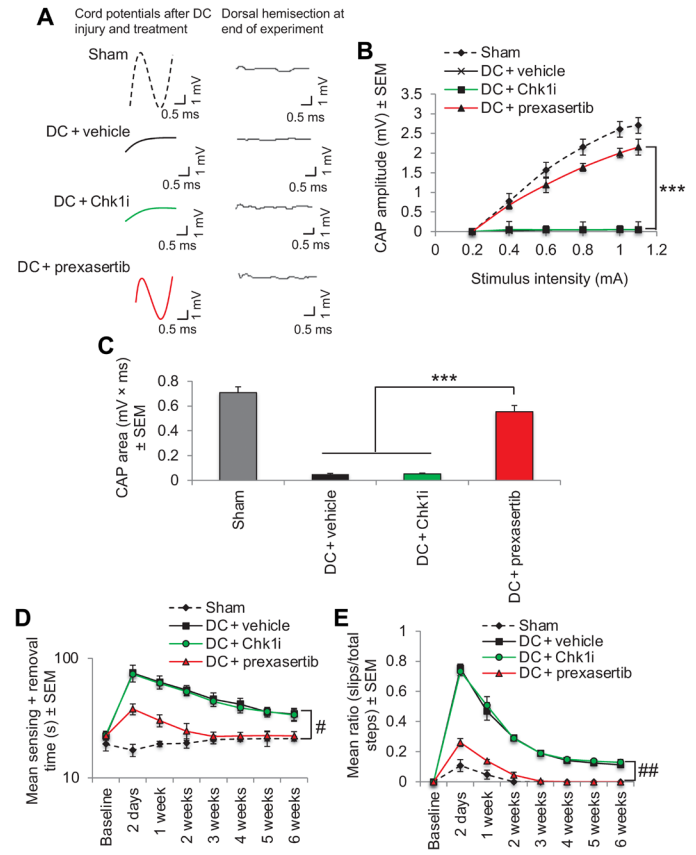 A
Cord potentials after DC
injury and treatment
Dorsal hemisection at
end of experiment
Sham
1 mV
0.5 ms
1 mV
0.5 ms
DC + vehicle
1 mV
0.5 ms
1 mV
0.5 ms
DC + Chk1i
1 mV
0.5 ms
1 mV
0.5 ms
DC + prexasertib
1 mV
0.5 ms
1 mV
0.5 ms
B
Sham
DC + vehicle
DC + Chk1i
DC + prexasertib
CAP amplitude (mV) ± SEM
3.5
3
2.5
2
1.5
1
0.5
0
***
0 0.2 0.4 0.6 0.8 1 1.2
Stimulus intensity (mA)
C
CAP area (mV × ms)
± SEM
0.8
0.6
0.4
0.2
0
***
Sham
DC + vehicle
DC + Chk1i
DC + prexasertib
D
Sham
DC + vehicle
DC + Chk1i
DC + prexasertib
Mean sensing + removal
time (s) ± SEM
100
10
#
Baseline
2 days
1 week
2 weeks
3 weeks
4 weeks
5 weeks
6 weeks
E
Sham
DC + vehicle
DC + Chk1i
DC + prexasertib
Mean ratio (slips/total
steps) ± SEM
1
0.8
0.6
0.4
0.2
0
##
Baseline
2 days
1 week
2 weeks
3 weeks
4 weeks
5 weeks
6 weeks